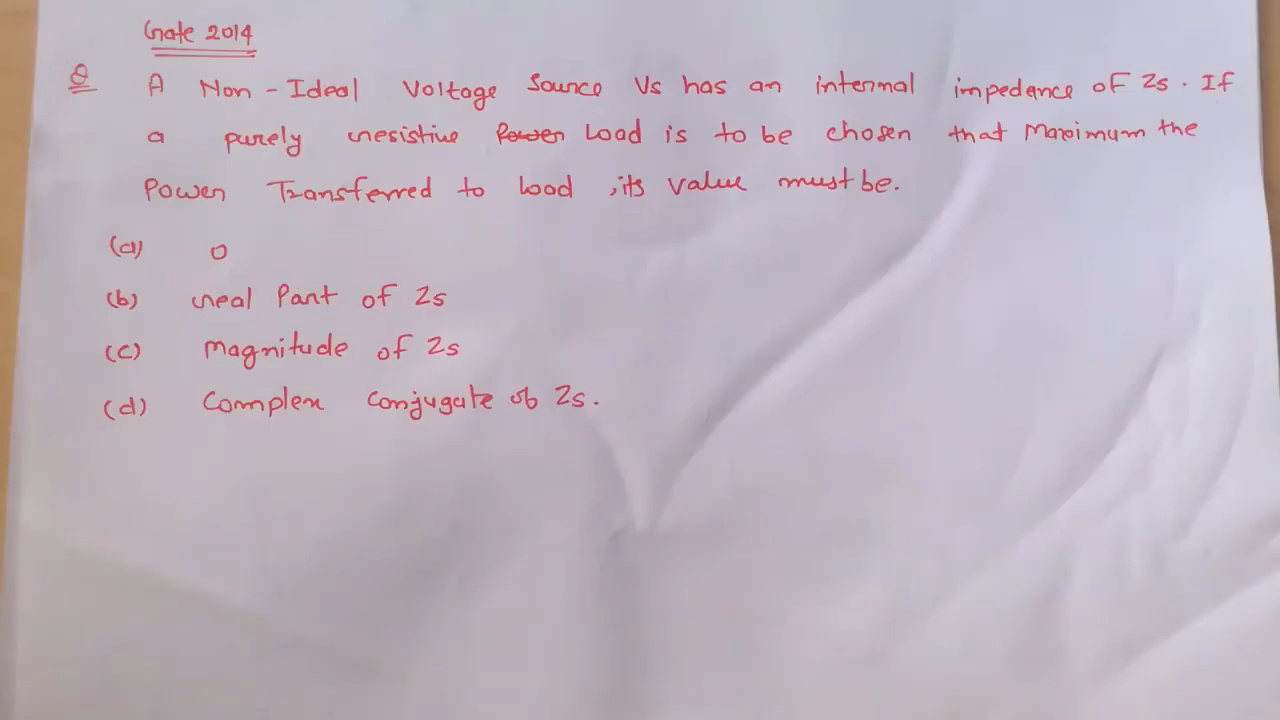 Gate 2014
Q A Non-Ideal Voltage Source Vs has an internal impedance of Zs. If
a purely resistive Power Load is to be chosen that Maximum the
Power Transferred to load, its value must be.
(a) 0
(b) real Part of Zs
(c) Magnitude of Zs
(d) Complex Conjugate of Zs.